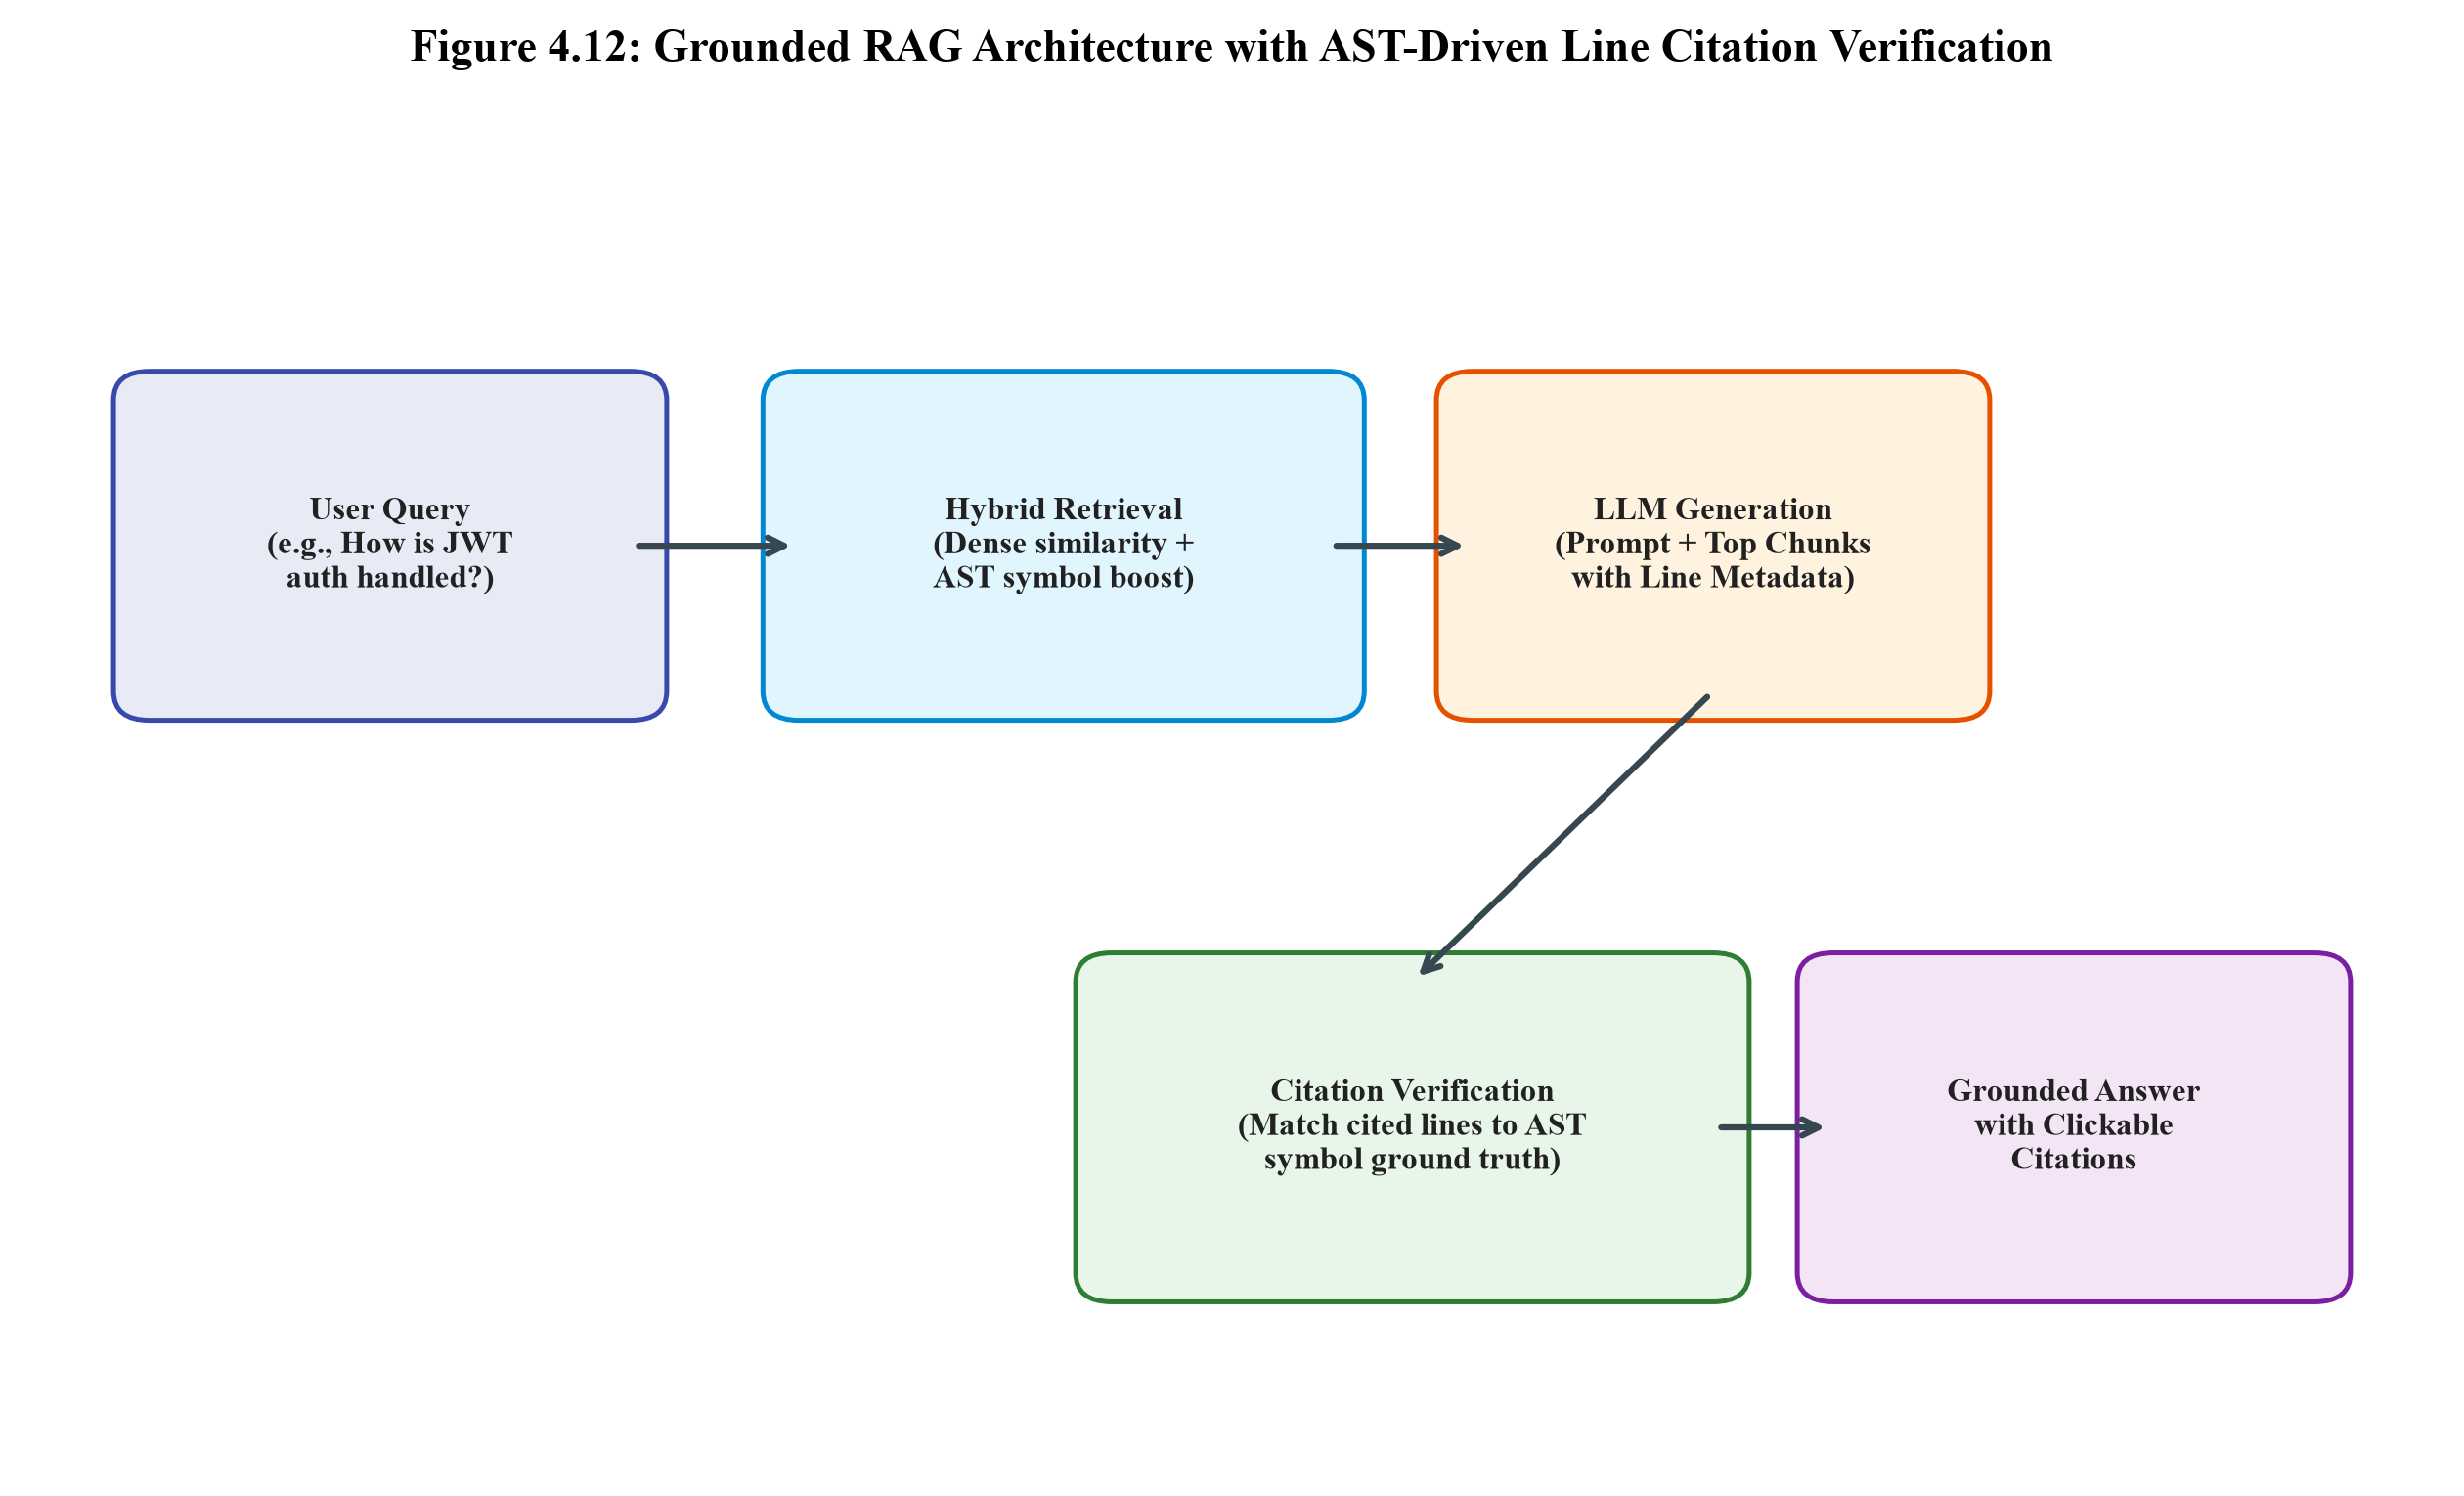 Figure 4.12: Grounded RAG Architecture with AST-Driven Line Citation Verification
User Query
(e.g., How is JWT
auth handled?)
Hybrid Retrieval
(Dense similarity +
AST symbol boost)
LLM Generation
(Prompt + Top Chunks
with Line Metadata)
Citation Verification
(Match cited lines to AST
symbol ground truth)
Grounded Answer
with Clickable
Citations